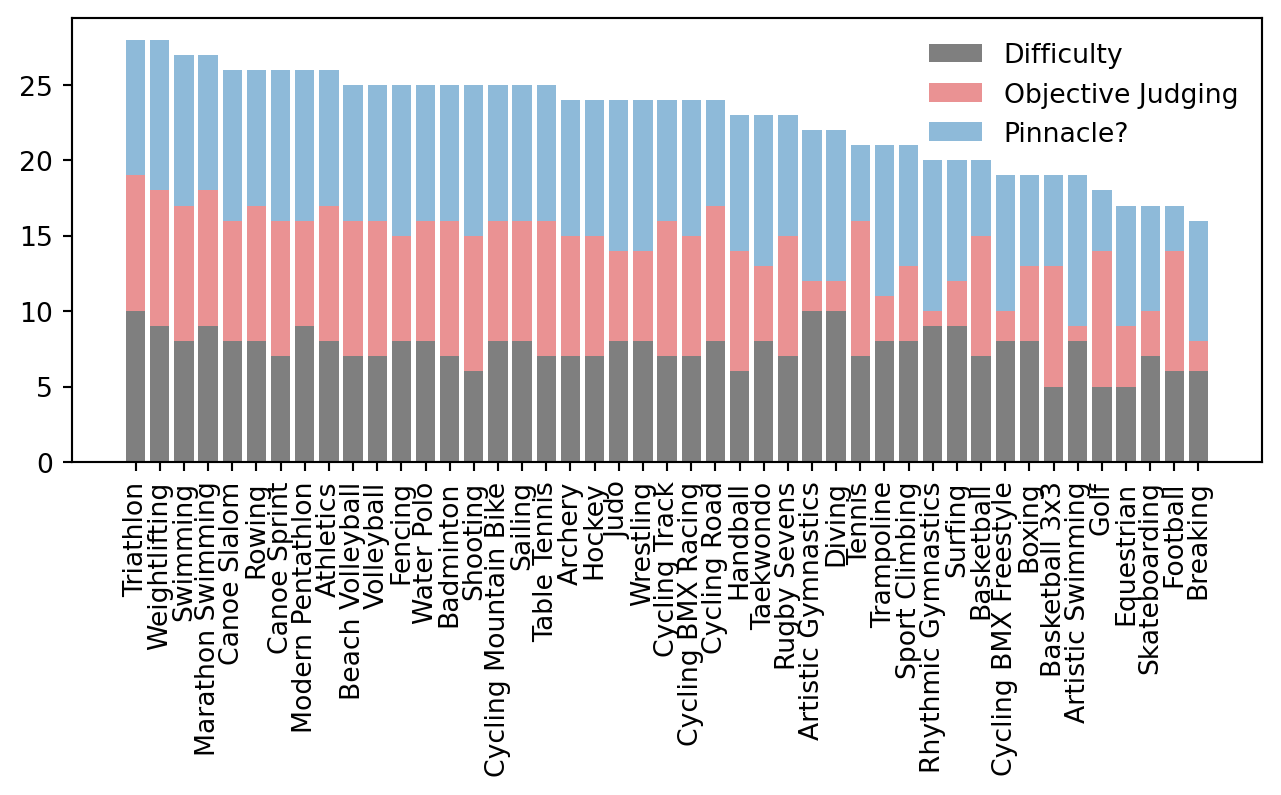 25
20
15
10
5
0
Difficulty
Objective Judging
Pinnacle?
Triathlon
Weightlifting
Swimming
Marathon Swimming
Canoe Slalom
Rowing
Canoe Sprint
Modern Pentathlon
Athletics
Beach Volleyball
Volleyball
Fencing
Water Polo
Badminton
Shooting
Cycling Mountain Bike
Sailing
Table Tennis
Archery
Hockey
Judo
Wrestling
Cycling Track
Cycling BMX Racing
Cycling Road
Handball
Taekwondo
Rugby Sevens
Artistic Gymnastics
Diving
Tennis
Trampoline
Sport Climbing
Rhythmic Gymnastics
Surfing
Basketball
Cycling BMX Freestyle
Boxing
Basketball 3x3
Artistic Swimming
Golf
Equestrian
Skateboarding
Football
Breaking